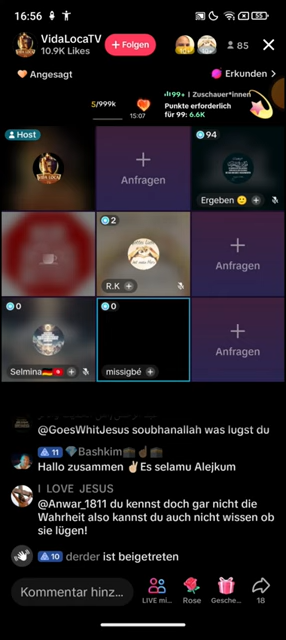 16:56
55
VidaLocaTV
10.9K Likes
+ Folgen
85
Angesagt
Erkunden >
5/999k
15:07
99+ | Zuschauer*innen
Punkte erforderlich
für 99: 6.6K
Host
Anfragen
94
Ergeben
2
R.K
Anfragen
0
Selmina
0
missigbé
Anfragen
@GoesWhitJesus soubhanallah was lugst du
11 Bashkim
Hallo zusammen ✌🏻Es selamu Alejkum
I LOVE JESUS
@Anwar_1811 du kennst doch gar nicht die
Wahrheit also kannst du auch nicht wissen ob
sie lügen!
10 derder ist beigetreten
Kommentar hinz...
LIVE mi...
Rose
Gesche...
18